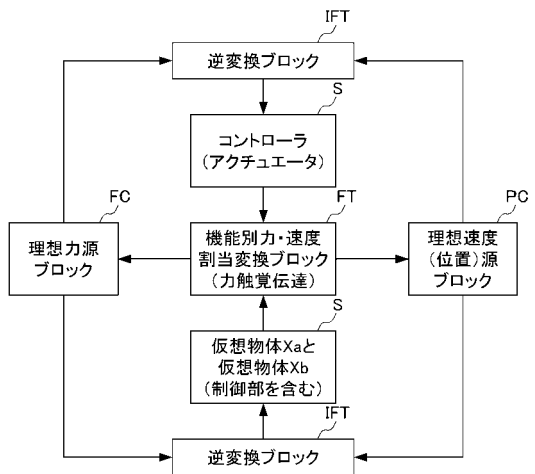 IFT
逆変換ブロック
S
コントローラ
(アクチュエータ)
FC
理想力源
ブロック
FT
機能別力・速度
割当変換ブロック
(力触覚伝達)
PC
理想速度
(位置)源
ブロック
S
仮想物体Xaと
仮想物体Xb
(制御部を含む)
IFT
逆変換ブロック